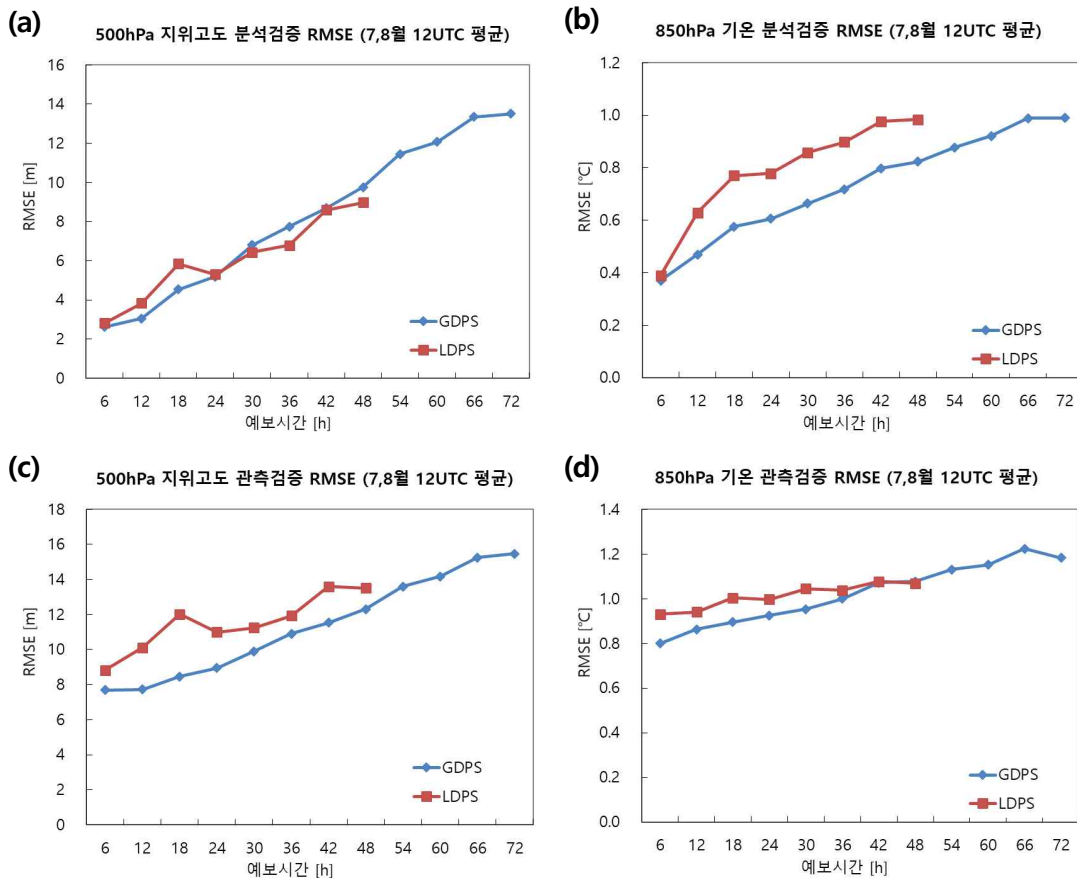 (a)
500hPa 지위고도 분석검증 RMSE (7,8월 12UTC 평균)
RMSE [m]
16
14
12
10
8
6
4
2
0
GDPS
LDPS
6 12 18 24 30 36 42 48 54 60 66 72
예보시간 [h]
(b)
850hPa 기온 분석검증 RMSE (7,8월 12UTC 평균)
RMSE [℃]
1.2
1.0
0.8
0.6
0.4
0.2
0.0
GDPS
LDPS
6 12 18 24 30 36 42 48 54 60 66 72
예보시간 [h]
(c)
500hPa 지위고도 관측검증 RMSE (7,8월 12UTC 평균)
RMSE [m]
18
16
14
12
10
8
6
4
2
0
GDPS
LDPS
6 12 18 24 30 36 42 48 54 60 66 72
예보시간 [h]
(d)
850hPa 기온 관측검증 RMSE (7,8월 12UTC 평균)
RMSE [℃]
1.4
1.2
1.0
0.8
0.6
0.4
0.2
0.0
GDPS
LDPS
6 12 18 24 30 36 42 48 54 60 66 72
예보시간 [h]